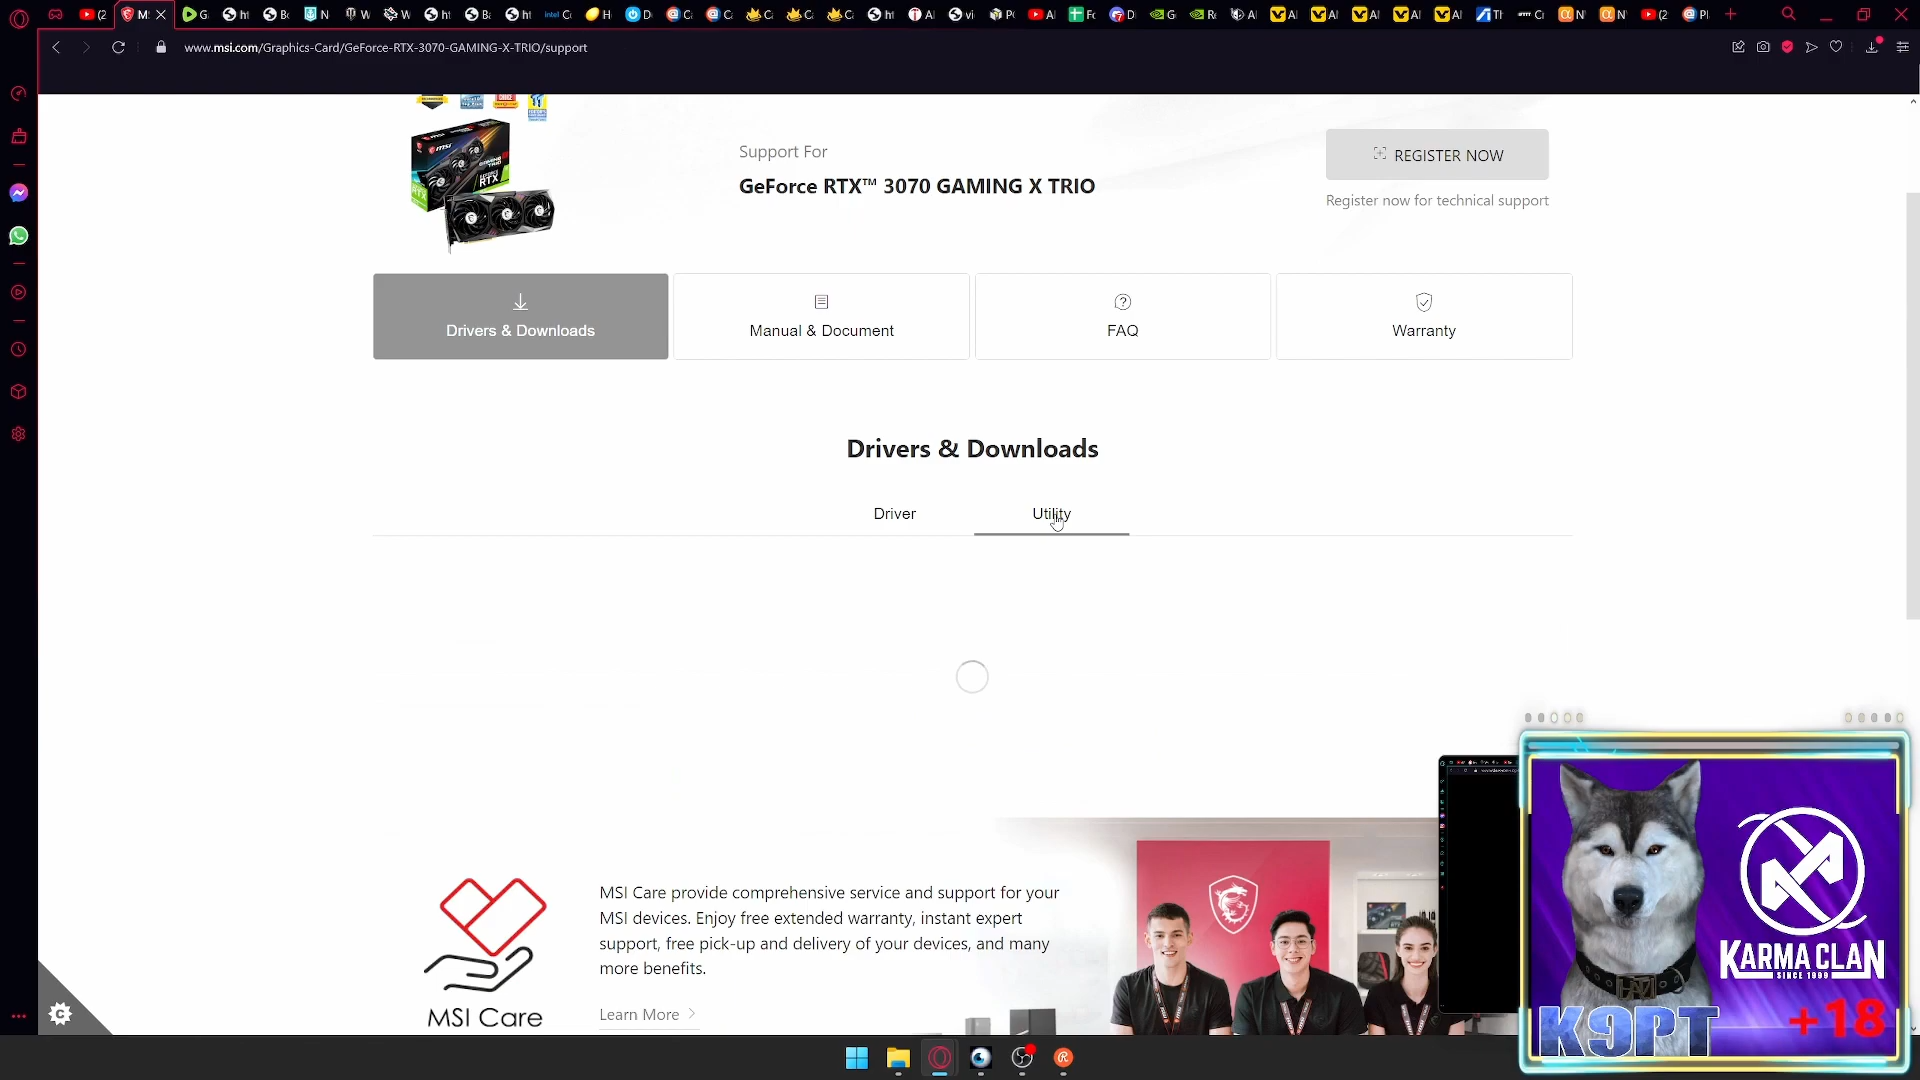 www.msi.com/Graphics-Card/GeForce-RTX-3070-GAMING-X-TRIO/support
Support For
GeForce RTX™ 3070 GAMING X TRIO
REGISTER NOW
Register now for technical support
Drivers & Downloads
Manual & Document
FAQ
Warranty
Drivers & Downloads
Driver
Utility
MSI Care provide comprehensive service and support for your
MSI devices. Enjoy free extended warranty, instant expert
support, free pick-up and delivery of your devices, and many
more benefits.
Learn More
MSI Care
KARMA CLAN
SINCE 1999
K9PT
+18